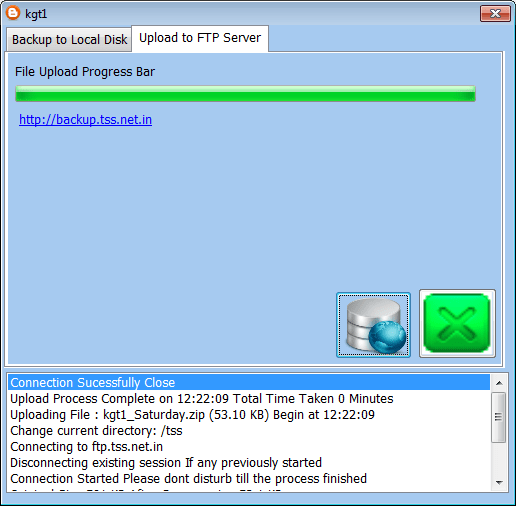 kgt1
Backup to Local Disk
Upload to FTP Server
File Upload Progress Bar
http://backup.tss.net.in
Connection Sucessfully Close
Upload Process Complete on 12:22:09 Total Time Taken 0 Minutes
Uploading File : kgt1_Saturday.zip (53.10 KB) Begin at 12:22:09
Change current directory: /tss
Connecting to ftp.tss.net.in
Disconnecting existing session If any previously started
Connection Started Please dont disturb till the process finished